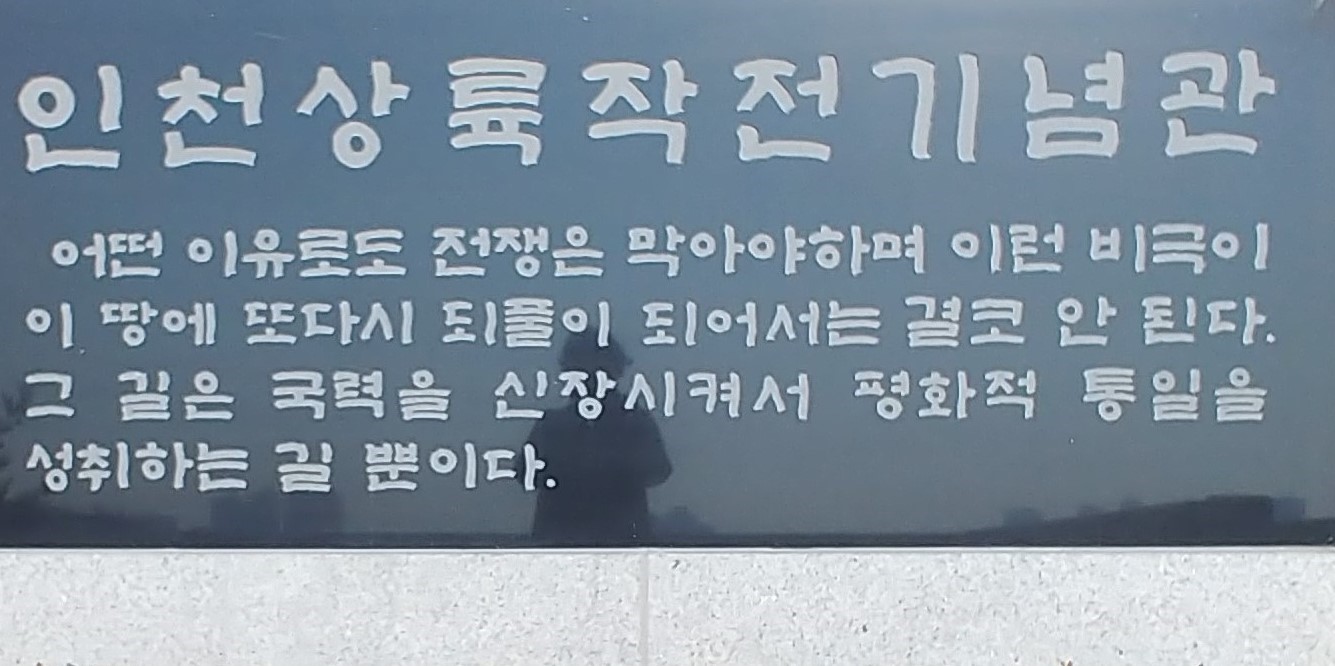 인천상륙작전기념관
어떤 이유로도 전쟁은 막아야하며 이런 비극이
이 땅에 또다시 되풀이 되어서는 결코 안 된다.
그 길은 국력을 신장시켜서 평화적 통일을
성취하는 길 뿐이다.